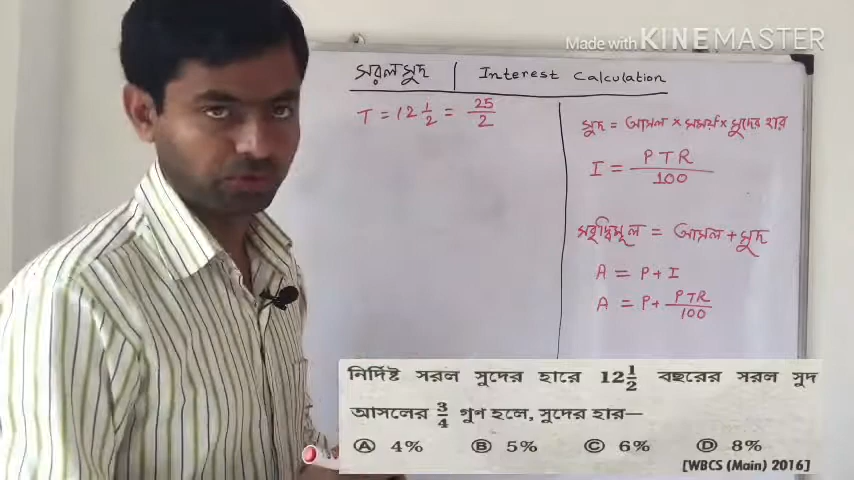 Made with KINEMASTER
সরল সুদ | Interest Calculation
T = 12 1/2 = 25/2
সুদ = আসল × সময় × সুদের হার
I = PTR/100
সবৃদ্ধিমূল = আসল + সুদ
A = P + I
A = P + PTR/100
নির্দিষ্ট সরল সুদের হারে 12 1/2 বছরের সরল সুদ
আসলের 3/4 গুণ হলে, সুদের হার—
Ⓐ 4% Ⓑ 5% Ⓒ 6% Ⓓ 8%
[WBCS (Main) 2016]